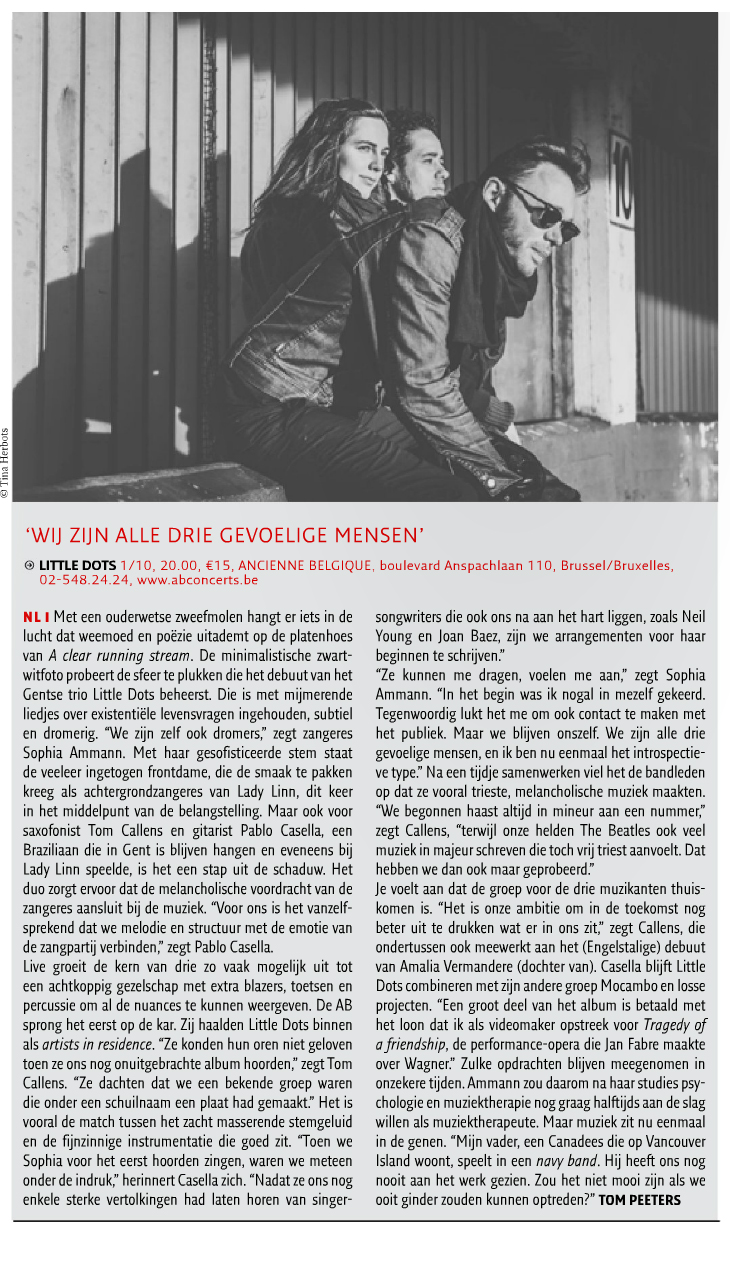 10
© Tina Herbots
‘WIJ ZIJN ALLE DRIE GEVOELIGE MENSEN’
LITTLE DOTS 1/10, 20.00, €15, ANCIENNE BELGIQUE, boulevard Anspachlaan 110, Brussel/Bruxelles,
02-548.24.24, www.abconcerts.be
NL I Met een ouderwetse zweefmolen hangt er iets in de
lucht dat weemoed en poëzie uitademt op de platenhoes
van A clear running stream. De minimalistische zwart-
witfoto probeert de sfeer te plukken die het debuut van het
Gentse trio Little Dots beheerst. Die is met mijmerende
liedjes over existentiële levensvragen ingehouden, subtiel
en dromerig. “We zijn zelf ook dromers,” zegt zangeres
Sophia Ammann. Met haar gesofisticeerde stem staat
de veeleer ingetogen frontdame, die de smaak te pakken
kreeg als achtergrondzangeres van Lady Linn, dit keer
in het middelpunt van de belangstelling. Maar ook voor
saxofonist Tom Callens en gitarist Pablo Casella, een
Braziliaan die in Gent is blijven hangen en eveneens bij
Lady Linn speelde, is het een stap uit de schaduw. Het
duo zorgt ervoor dat de melancholische voordracht van de
zangeres aansluit bij de muziek. “Voor ons is het vanzelf-
sprekend dat we melodie en structuur met de emotie van
de zangpartij verbinden,” zegt Pablo Casella.
Live groeit de kern van drie zo vaak mogelijk uit tot
een achtkoppig gezelschap met extra blazers, toetsen en
percussie om al de nuances te kunnen weergeven. De AB
sprong het eerst op de kar. Zij haalden Little Dots binnen
als artists in residence. “Ze konden hun oren niet geloven
toen ze ons nog onuitgebrachte album hoorden,” zegt Tom
Callens. “Ze dachten dat we een bekende groep waren
die onder een schuilnaam een plaat had gemaakt.” Het is
vooral de match tussen het zacht masserende stemgeluid
en de fijnzinnige instrumentatie die goed zit. “Toen we
Sophia voor het eerst hoorden zingen, waren we meteen
onder de indruk,” herinnert Casella zich. “Nadat ze ons nog
enkele sterke vertolkingen had laten horen van singer-
songwriters die ook ons na aan het hart liggen, zoals Neil
Young en Joan Baez, zijn we arrangementen voor haar
beginnen te schrijven.”
“Ze kunnen me dragen, voelen me aan,” zegt Sophia
Ammann. “In het begin was ik nogal in mezelf gekeerd.
Tegenwoordig lukt het me om ook contact te maken met
het publiek. Maar we blijven onszelf. We zijn alle drie
gevoelige mensen, en ik ben nu eenmaal het introspectie-
ve type.” Na een tijdje samenwerken viel het de bandleden
op dat ze vooral trieste, melancholische muziek maakten.
“We begonnen haast altijd in mineur aan een nummer,”
zegt Callens, “terwijl onze helden The Beatles ook veel
muziek in majeur schreven die toch vrij triest aanvoelt. Dat
hebben we dan ook maar geprobeerd.”
Je voelt aan dat de groep voor de drie muzikanten thuis-
komen is. “Het is onze ambitie om in de toekomst nog
beter uit te drukken wat er in ons zit,” zegt Callens, die
ondertussen ook meewerkt aan het (Engelstalige) debuut
van Amalia Vermandere (dochter van). Casella blijft Little
Dots combineren met zijn andere groep Mocambo en losse
projecten. “Een groot deel van het album is betaald met
het loon dat ik als videomaker opstreek voor Tragedy of
a friendship, de performance-opera die Jan Fabre maakte
over Wagner.” Zulke opdrachten blijven meegenomen in
onzekere tijden. Ammann zou daarom na haar studies psy-
chologie en muziektherapie nog graag halftijds aan de slag
willen als muziektherapeute. Maar muziek zit nu eenmaal
in de genen. “Mijn vader, een Canadees die op Vancouver
Island woont, speelt in een navy band. Hij heeft ons nog
nooit aan het werk gezien. Zou het niet mooi zijn als we
ooit ginder zouden kunnen optreden?” TOM PEETERS